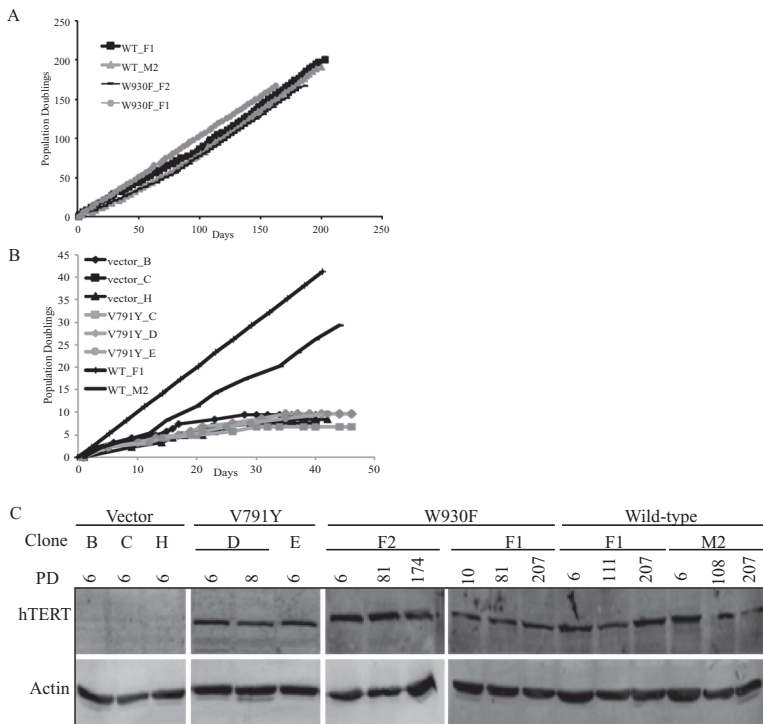 A
250
200
150
100
50
0
Population Doublings
WT_F1
WT_M2
W930F_F2
W930F_F1
0 50 100 150 200 250
Days
B
45
40
35
30
25
20
15
10
5
0
Population Doublings
vector_B
vector_C
vector_H
V791Y_C
V791Y_D
V791Y_E
WT_F1
WT_M2
0 10 20 30 40 50
Days
C
Vector V791Y W930F Wild-type
Clone B C H D E F2 F1 F1 M2
PD 6 6 6 6 8 6 6 81 174 10 81 207 6 111 207 6 108 207
hTERT
Actin